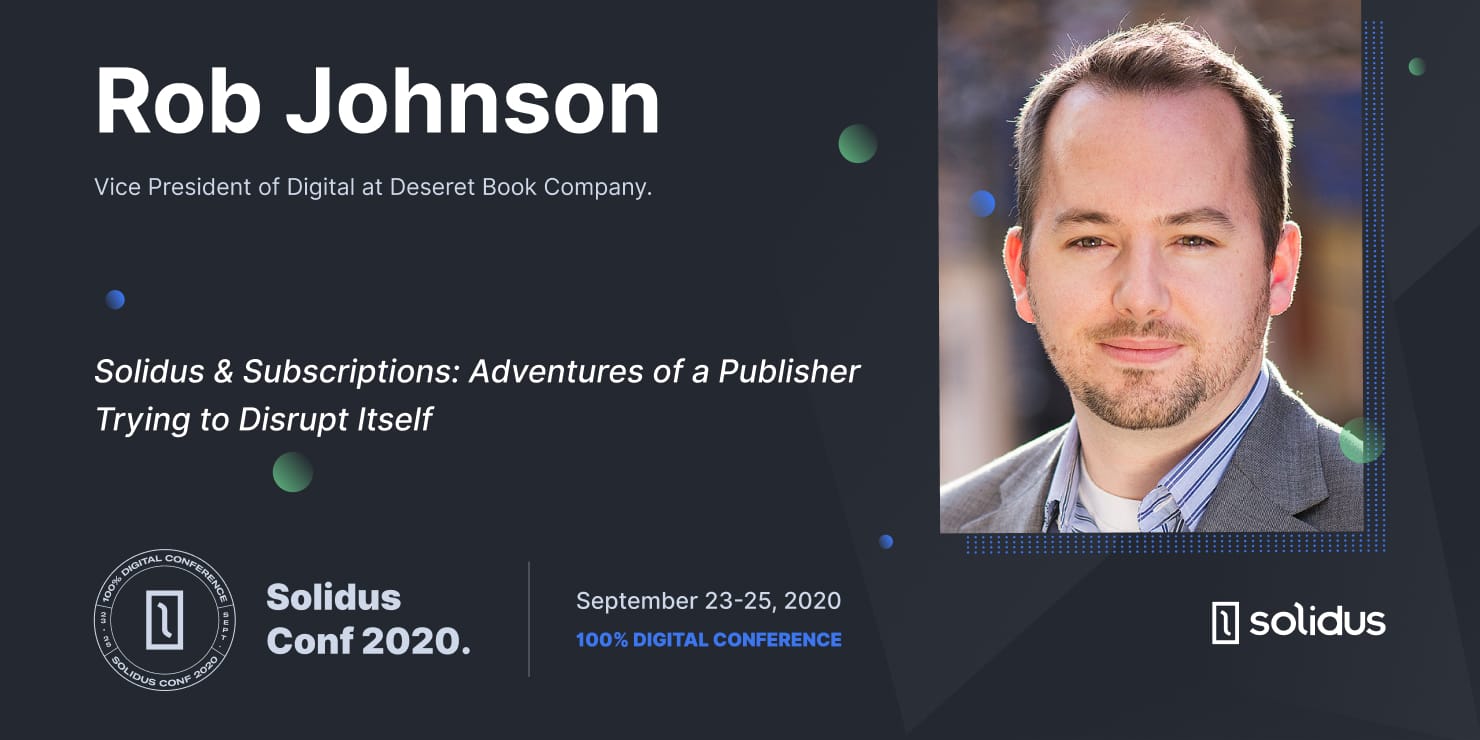 Rob Johnson
Vice President of Digital at Deseret Book Company.
Solidus & Subscriptions: Adventures of a Publisher
Trying to Disrupt Itself
100% DIGITAL CONFERENCE
SEPT.
23 - 25
SOLIDUS CONF 2020
Solidus
Conf 2020.
September 23-25, 2020
100% DIGITAL CONFERENCE
solidus